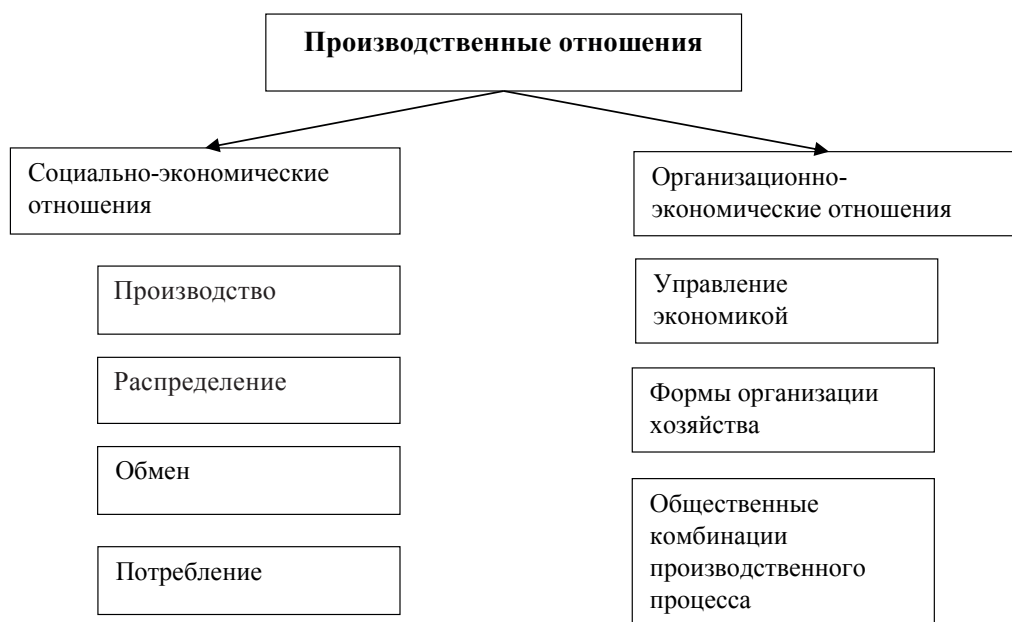 Производственные отношения
Социально-экономические
отношения
Производство
Распределение
Обмен
Потребление
Организационно-
экономические отношения
Управление
экономикой
Формы организации
хозяйства
Общественные
комбинации
производственного
процесса